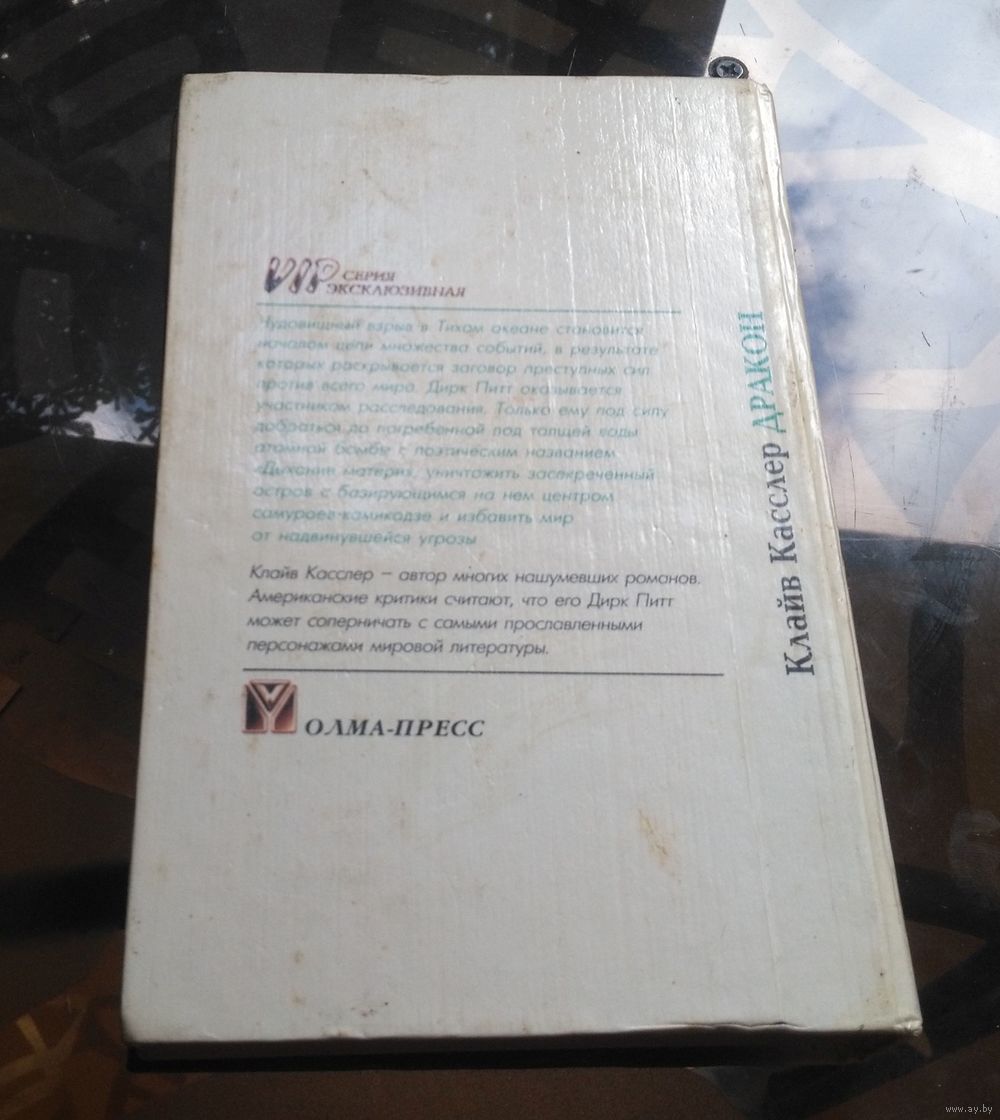 VIP СЕРИЯ
ЭКСКЛЮЗИВНАЯ
Чудовищный взрыв в Тихом океане становится
началом цепи множества событий, в результате
которых раскрывается заговор преступных сил
против всего мира. Дирк Питт оказывается
участником расследования. Только ему под силу
добраться до погребенной под толщей воды
атомной бомбы с поэтическим названием
«Дыхание матери», уничтожить засекреченный
остров с базирующимся на нем центром
самураев-камикадзе и избавить мир
от надвинувшейся угрозы
Клайв Касслер – автор многих нашумевших романов.
Американские критики считают, что его Дирк Питт
может соперничать с самыми прославленными
персонажами мировой литературы.
ОЛМА-ПРЕСС
Клайв Касслер ДРАКОН
www.ay.by